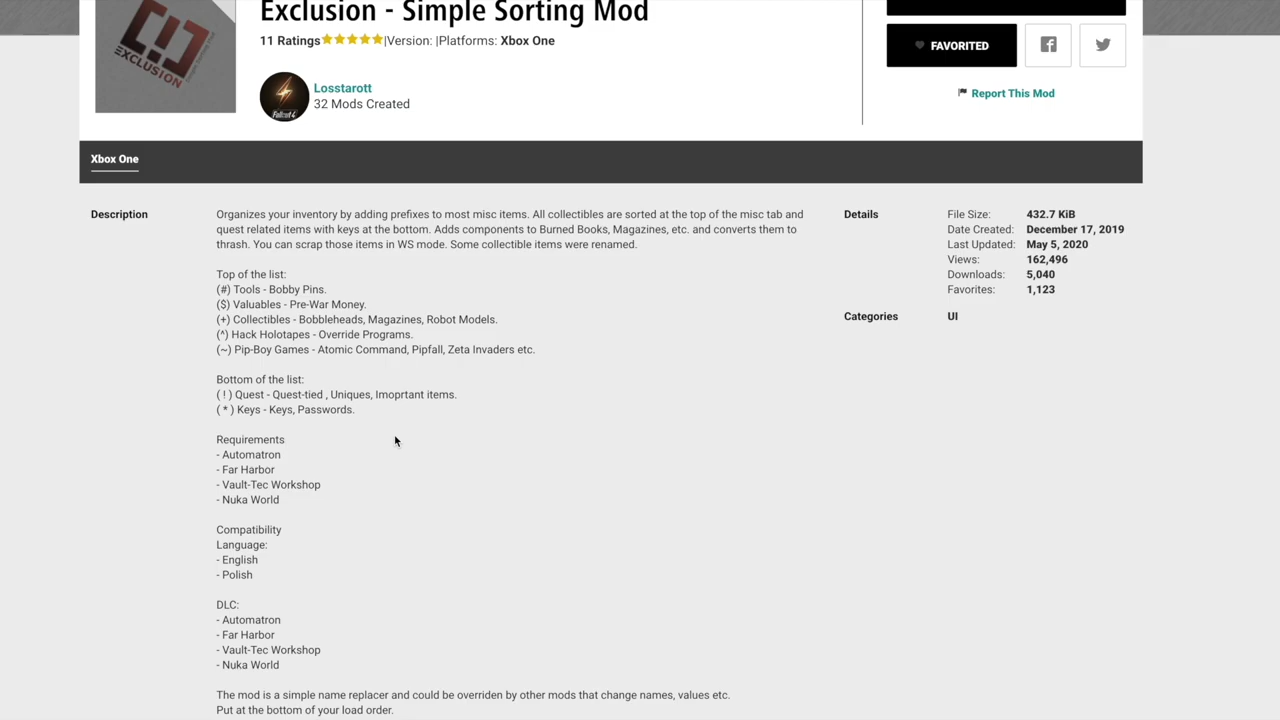 Exclusion - Simple Sorting Mod
11 Ratings|Version: |Platforms: Xbox One
FAVORITED
EXCLUSION
Losstarott
32 Mods Created
Fallout 4
Report This Mod
Xbox One
Description
Organizes your inventory by adding prefixes to most misc items. All collectibles are sorted at the top of the misc tab and
quest related items with keys at the bottom. Adds components to Burned Books, Magazines, etc. and converts them to
thrash. You can scrap those items in WS mode. Some collectible items were renamed.
Top of the list:
(#) Tools - Bobby Pins.
($) Valuables - Pre-War Money.
(+) Collectibles - Bobbleheads, Magazines, Robot Models.
(^) Hack Holotapes - Override Programs.
(~) Pip-Boy Games - Atomic Command, Pipfall, Zeta Invaders etc.
Bottom of the list:
( ! ) Quest - Quest-tied , Uniques, Imoprtant items.
( * ) Keys - Keys, Passwords.
Requirements
- Automatron
- Far Harbor
- Vault-Tec Workshop
- Nuka World
Compatibility
Language:
- English
- Polish
DLC:
- Automatron
- Far Harbor
- Vault-Tec Workshop
- Nuka World
The mod is a simple name replacer and could be overriden by other mods that change names, values etc.
Put at the bottom of your load order.
Details
File Size: 432.7 KiB
Date Created: December 17, 2019
Last Updated: May 5, 2020
Views: 162,496
Downloads: 5,040
Favorites: 1,123
Categories
UI